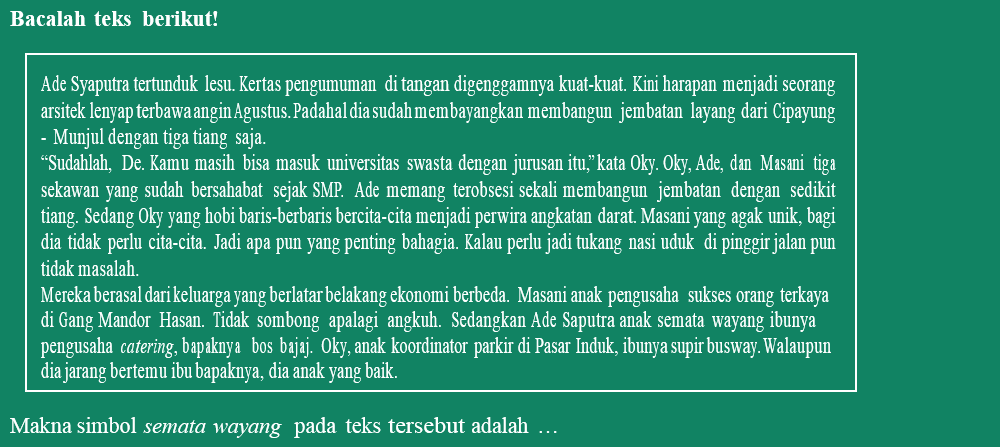 Bacalah teks berikut!
Ade Syaputra tertunduk lesu. Kertas pengumuman di tangan digenggamnya kuat-kuat. Kini harapan menjadi seorang
arsitek lenyap terbawa angin Agustus. Padahal dia sudah membayangkan membangun jembatan layang dari Cipayung
- Munjul dengan tiga tiang saja.
“Sudahlah, De. Kamu masih bisa masuk universitas swasta dengan jurusan itu,” kata Oky. Oky, Ade, dan Masani tiga
sekawan yang sudah bersahabat sejak SMP. Ade memang terobsesi sekali membangun jembatan dengan sedikit
tiang. Sedang Oky yang hobi baris-berbaris bercita-cita menjadi perwira angkatan darat. Masani yang agak unik, bagi
dia tidak perlu cita-cita. Jadi apa pun yang penting bahagia. Kalau perlu jadi tukang nasi uduk di pinggir jalan pun
tidak masalah.
Mereka berasal dari keluarga yang berlatar belakang ekonomi berbeda. Masani anak pengusaha sukses orang terkaya
di Gang Mandor Hasan. Tidak sombong apalagi angkuh. Sedangkan Ade Saputra anak semata wayang ibunya
pengusaha catering, bapaknya bos bajaj. Oky, anak koordinator parkir di Pasar Induk, ibunya supir busway. Walaupun
dia jarang bertemu ibu bapaknya, dia anak yang baik.
Makna simbol semata wayang pada teks tersebut adalah …